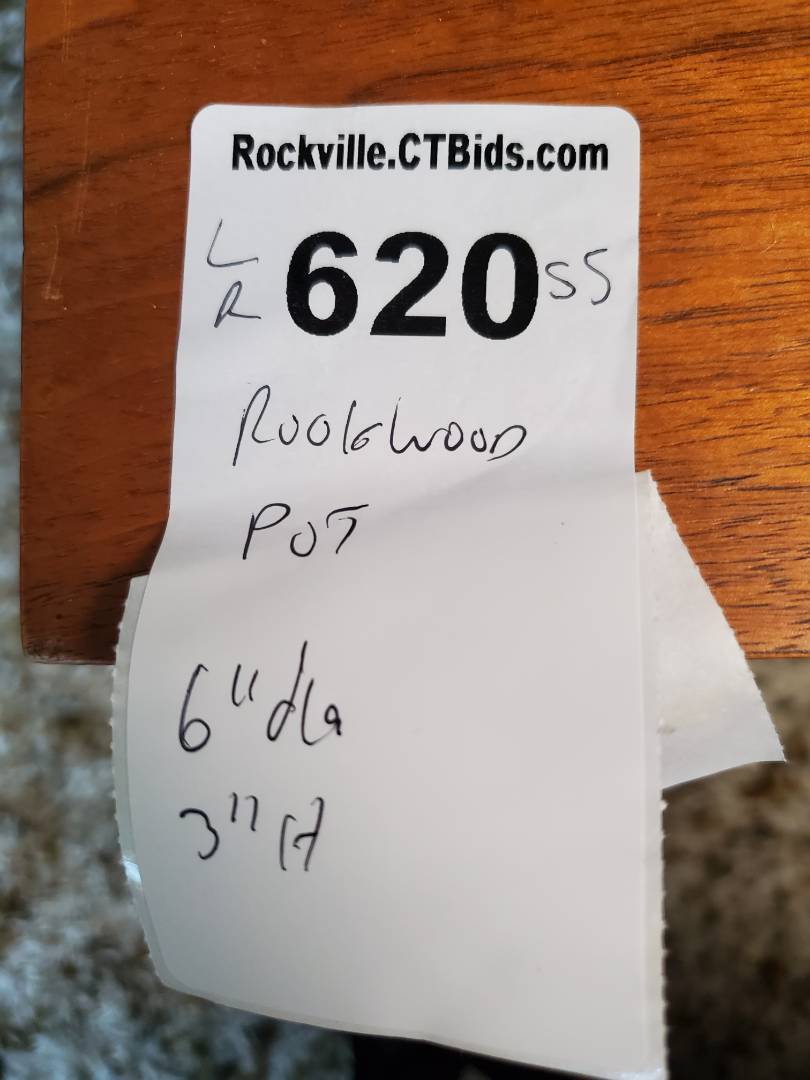 Rockville.CTBids.com
L
R 620 SS
ROOKWOOD
POT
6" dia
3" H